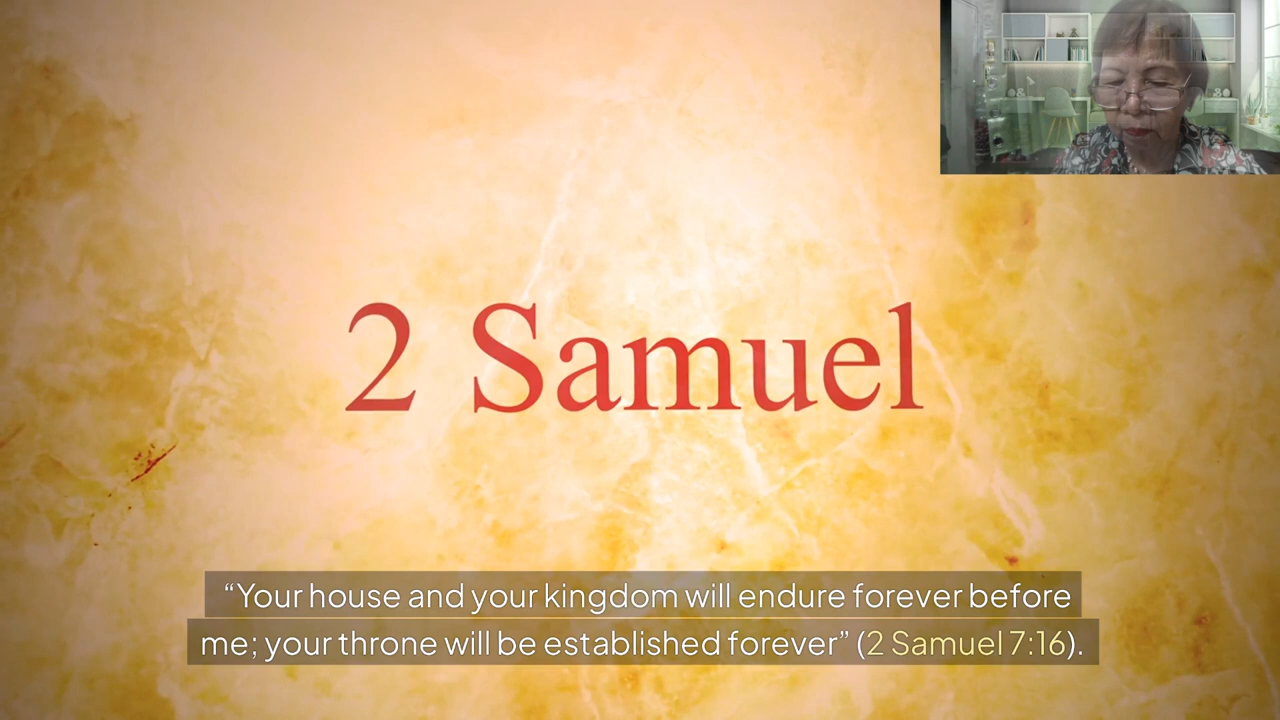 2 Samuel
“Your house and your kingdom will endure forever before
me; your throne will be established forever” (2 Samuel 7:16).